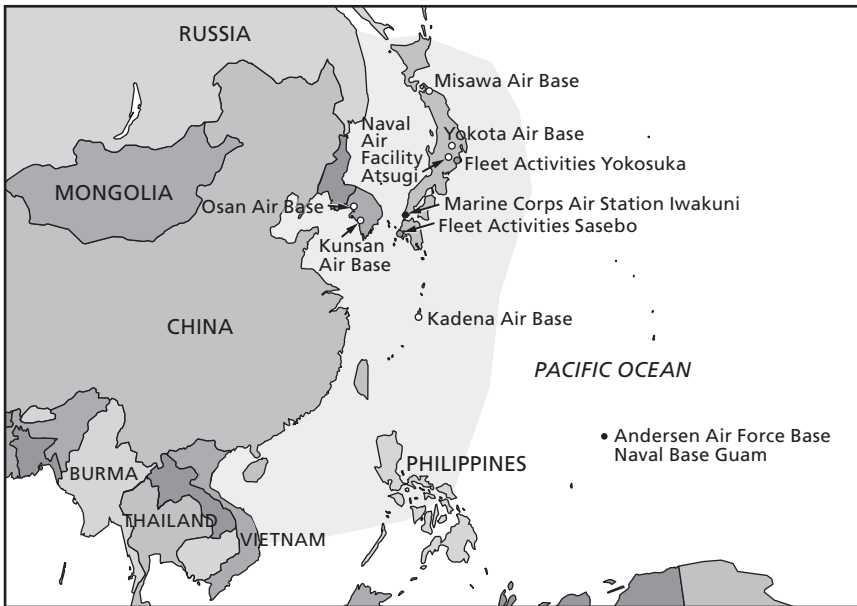 RUSSIA
Misawa Air Base
Naval
Air
Facility
Atsugi
Yokota Air Base
Fleet Activities Yokosuka
MONGOLIA
Osan Air Base
Marine Corps Air Station Iwakuni
Fleet Activities Sasebo
Kunsan
Air Base
CHINA
Kadena Air Base
PACIFIC OCEAN
Andersen Air Force Base
Naval Base Guam
BURMA
PHILIPPINES
THAILAND
VIETNAM